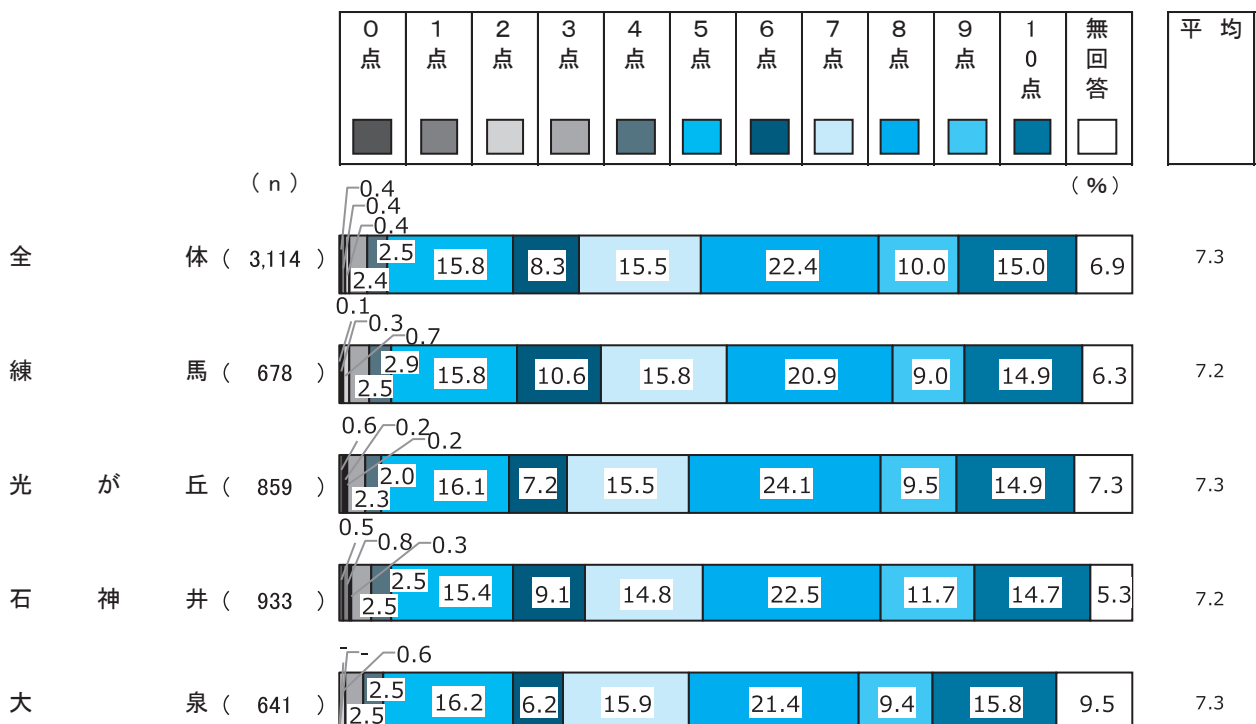 0点 1点 2点 3点 4点 5点 6点 7点 8点 9点 10点 無回答 平均
(n) (%)
0.4
0.4
0.4
全体 ( 3,114 ) 2.4 2.5 15.8 8.3 15.5 22.4 10.0 15.0 6.9 7.3
0.1
0.3
0.7
練馬 ( 678 ) 2.5 2.9 15.8 10.6 15.8 20.9 9.0 14.9 6.3 7.2
0.6
0.2
0.2
光が丘 ( 859 ) 2.3 2.0 16.1 7.2 15.5 24.1 9.5 14.9 7.3 7.3
0.5
0.8
0.3
石神井 ( 933 ) 2.5 2.5 15.4 9.1 14.8 22.5 11.7 14.7 5.3 7.2
-
-
0.6
大泉 ( 641 ) 2.5 2.5 16.2 6.2 15.9 21.4 9.4 15.8 9.5 7.3